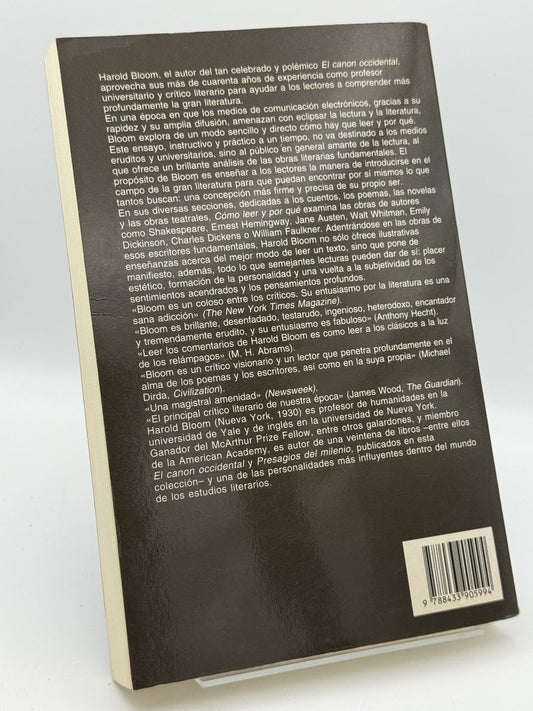 Harold Bloom, el autor del tan celebrado y polémico El canon occidental,
aprovecha sus más de cuarenta años de experiencia como profesor
universitario y crítico literario para ayudar a los lectores a comprender más
profundamente la gran literatura.
En una época en que los medios de comunicación electrónicos, gracias a su
rapidez y su amplia difusión, amenazan con eclipsar la lectura y la literatura,
Bloom explora de un modo sencillo y directo cómo hay que leer y por qué.
Este ensayo, instructivo y práctico a un tiempo, no va destinado a los medios
eruditos y universitarios, sino al público en general amante de la lectura, al
que ofrece un brillante análisis de las obras literarias fundamentales. El
propósito de Bloom es enseñar a los lectores la manera de introducirse en el
campo de la gran literatura para que puedan encontrar por sí mismos lo que
tantos buscan: una concepción más firme y precisa de su propio ser.
En sus diversas secciones, dedicadas a los cuentos, los poemas, las novelas
y las obras teatrales, Cómo leer y por qué examina las obras de autores
como Shakespeare, Ernest Hemingway, Jane Austen, Walt Whitman, Emily
Dickinson, Charles Dickens o William Faulkner. Adentrándose en las obras de
esos escritores fundamentales, Harold Bloom no sólo ofrece ilustrativas
enseñanzas acerca del mejor modo de leer un texto, sino que pone de
manifiesto, además, todo lo que semejantes lecturas pueden dar de sí: placer
estético, formación de la personalidad y una vuelta a la subjetividad de los
sentimientos acendrados y los pensamientos profundos.
«Bloom es un coloso entre los críticos. Su entusiasmo por la literatura es una
sana adicción» (The New York Times Magazine).
«Bloom es brillante, desenfadado, testarudo, ingenioso, heterodoxo, encantador
y tremendamente erudito, y su entusiasmo es fabuloso» (Anthony Hecht).
«Leer los comentarios de Harold Bloom es como leer a los clásicos a la luz
de los relámpagos» (M. H. Abrams).
«Bloom es un crítico visionario y un lector que penetra profundamente en el
alma de los poemas y los escritores, así como en la suya propia» (Michael
Dirda, Civilization).
«Una magistral amenidad» (Newsweek).
«El principal crítico literario de nuestra época» (James Wood, The Guardian).
Harold Bloom (Nueva York, 1930) es profesor de humanidades en la
universidad de Yale y de inglés en la universidad de Nueva York.
Ganador del McArthur Prize Fellow, entre otros galardones, y miembro
de la American Academy, es autor de una veintena de libros –entre ellos
El canon occidental y Presagios del milenio, publicados en esta
colección– y una de las personalidades más influyentes dentro del mundo
de los estudios literarios.
9 788433 905994